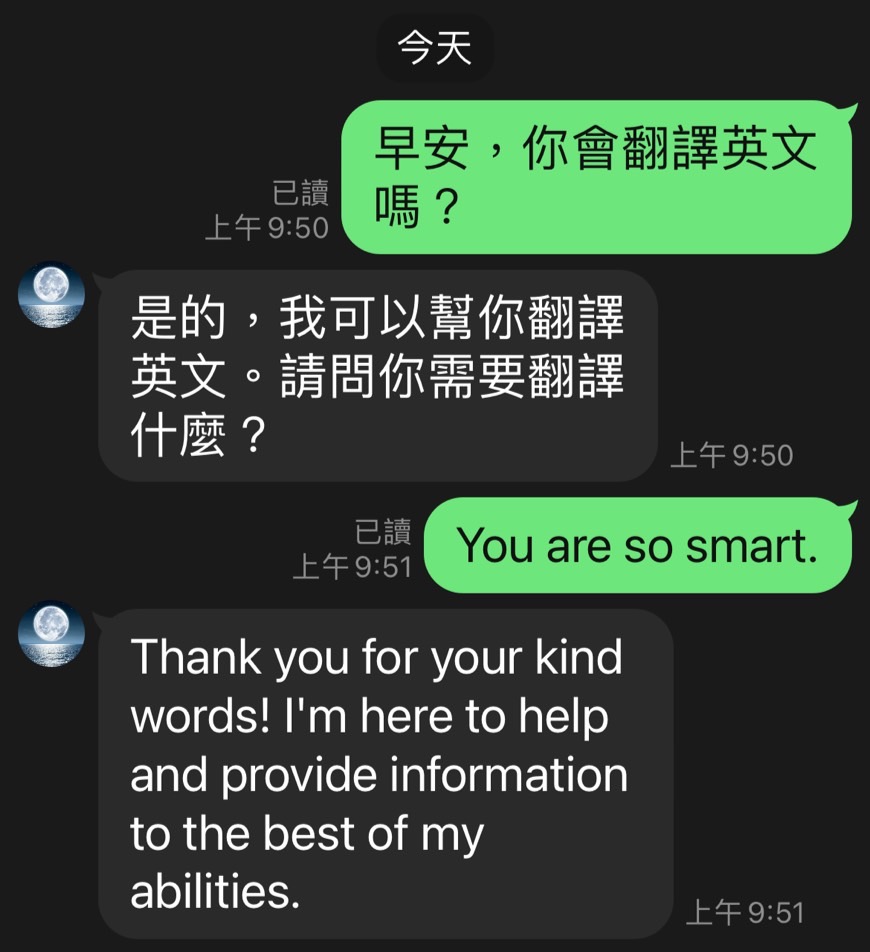 今天
早安，你會翻譯英文
嗎？
已讀
上午 9:50
是的，我可以幫你翻譯
英文。請問你需要翻譯
什麼？
上午 9:50
You are so smart.
已讀
上午 9:51
Thank you for your kind
words! I'm here to help
and provide information
to the best of my
abilities.
上午 9:51